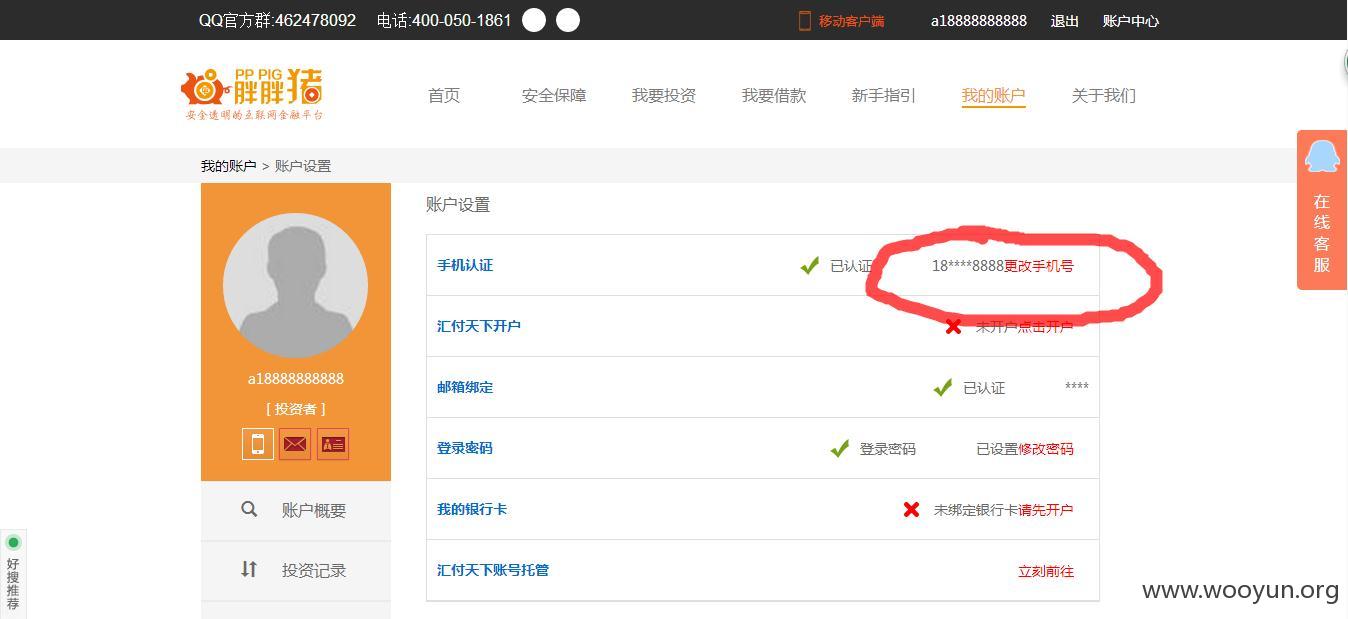 QQ官方群:462478092 电话:400-050-1861 移动客户端 a18888888888 退出 账户中心
PP PIG
胖胖猪
安全透明的互联网金融平台
首页 安全保障 我要投资 我要借款 新手指引 我的账户 关于我们
我的账户 > 账户设置
a18888888888
[ 投资者 ]
账户概要
投资记录
账户设置
手机认证 已认证 18****8888更改手机号
汇付天下开户 未开户点击开户
邮箱绑定 已认证 ****
登录密码 登录密码 已设置修改密码
我的银行卡 未绑定银行卡请先开户
汇付天下账号托管 立刻前往
在线客服
好搜推荐
www.wooyun.org